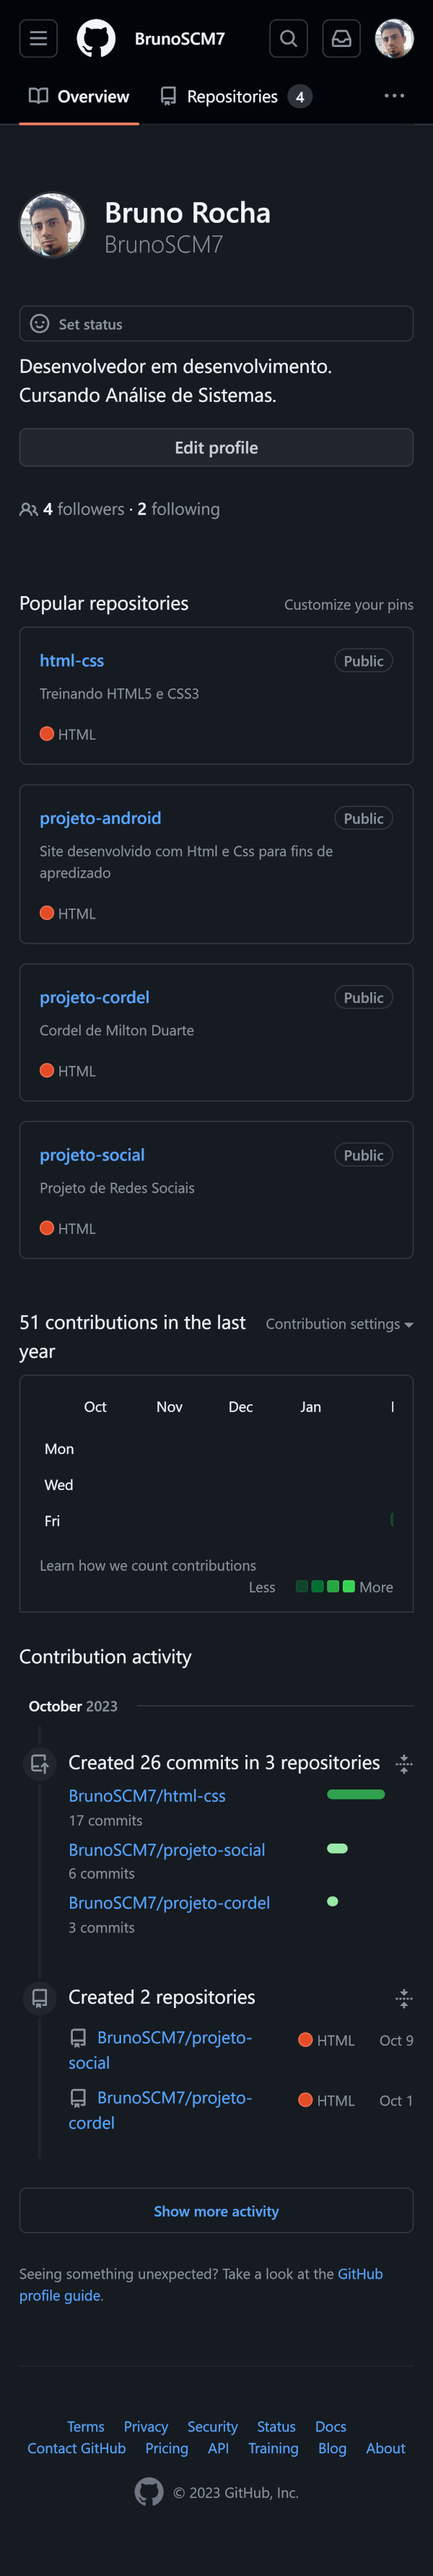 BrunoSCM7
Overview
Repositories 4
Bruno Rocha
BrunoSCM7
Set status
Desenvolvedor em desenvolvimento.
Cursando Análise de Sistemas.
Edit profile
4 followers · 2 following
Popular repositories
Customize your pins
html-css
Public
Treinando HTML5 e CSS3
HTML
projeto-android
Public
Site desenvolvido com Html e Css para fins de
apredizado
HTML
projeto-cordel
Public
Cordel de Milton Duarte
HTML
projeto-social
Public
Projeto de Redes Sociais
HTML
51 contributions in the last
year
Contribution settings
Oct Nov Dec Jan
Mon
Wed
Fri
Learn how we count contributions
Less More
Contribution activity
October 2023
Created 26 commits in 3 repositories
BrunoSCM7/html-css
17 commits
BrunoSCM7/projeto-social
6 commits
BrunoSCM7/projeto-cordel
3 commits
Created 2 repositories
BrunoSCM7/projeto-
social
HTML Oct 9
BrunoSCM7/projeto-
cordel
HTML Oct 1
Show more activity
Seeing something unexpected? Take a look at the GitHub
profile guide.
Terms Privacy Security Status Docs
Contact GitHub Pricing API Training Blog About
© 2023 GitHub, Inc.